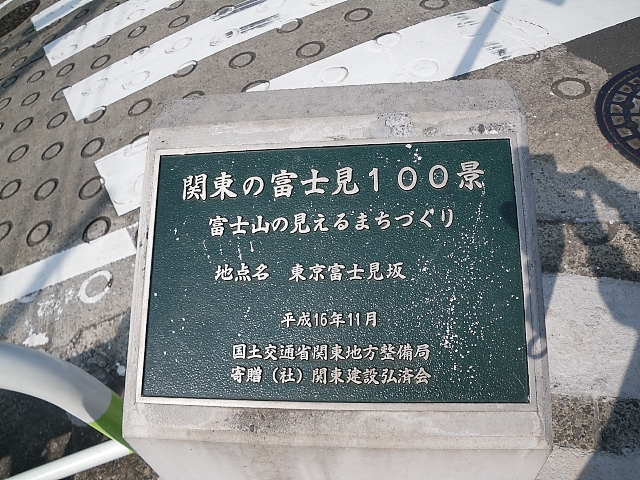 関東の富士見１００景
富士山の見えるまちづくり
地点名　東京富士見坂
平成16年11月
国土交通省関東地方整備局
寄贈（社）関東建設弘済会